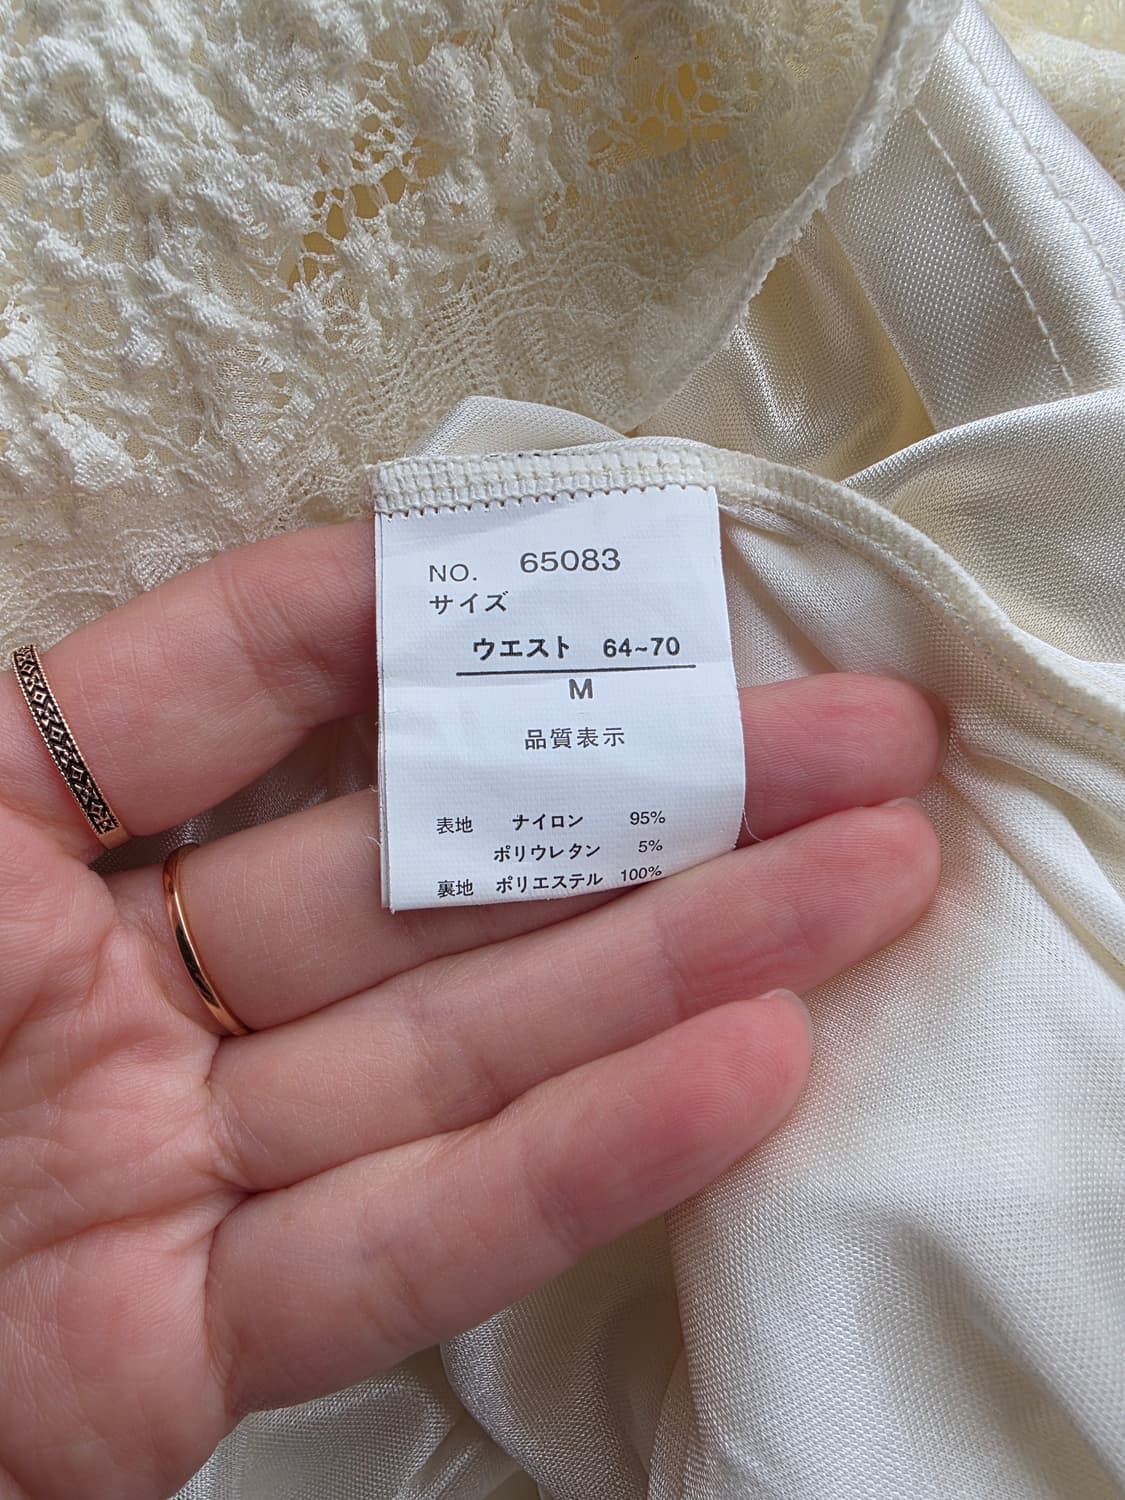 NO. 65083
サイズ
ウエスト 64~70
M
品質表示
表地 ナイロン 95%
ポリウレタン 5%
裏地 ポリエステル 100%